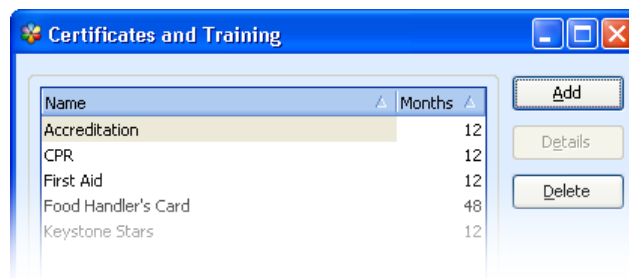 Certificates and Training
Name Months
Accreditation 12
CPR 12
First Aid 12
Food Handler's Card 48
Keystone Stars 12
Add
Details
Delete